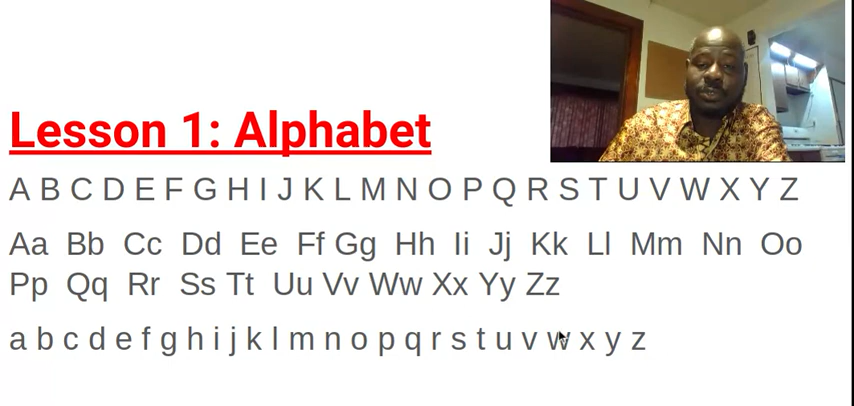 Lesson 1: Alphabet
A B C D E F G H I J K L M N O P Q R S T U V W X Y Z
Aa Bb Cc Dd Ee Ff Gg Hh Ii Jj Kk Ll Mm Nn Oo
Pp Qq Rr Ss Tt Uu Vv Ww Xx Yy Zz
a b c d e f g h i j k l m n o p q r s t u v w x y z